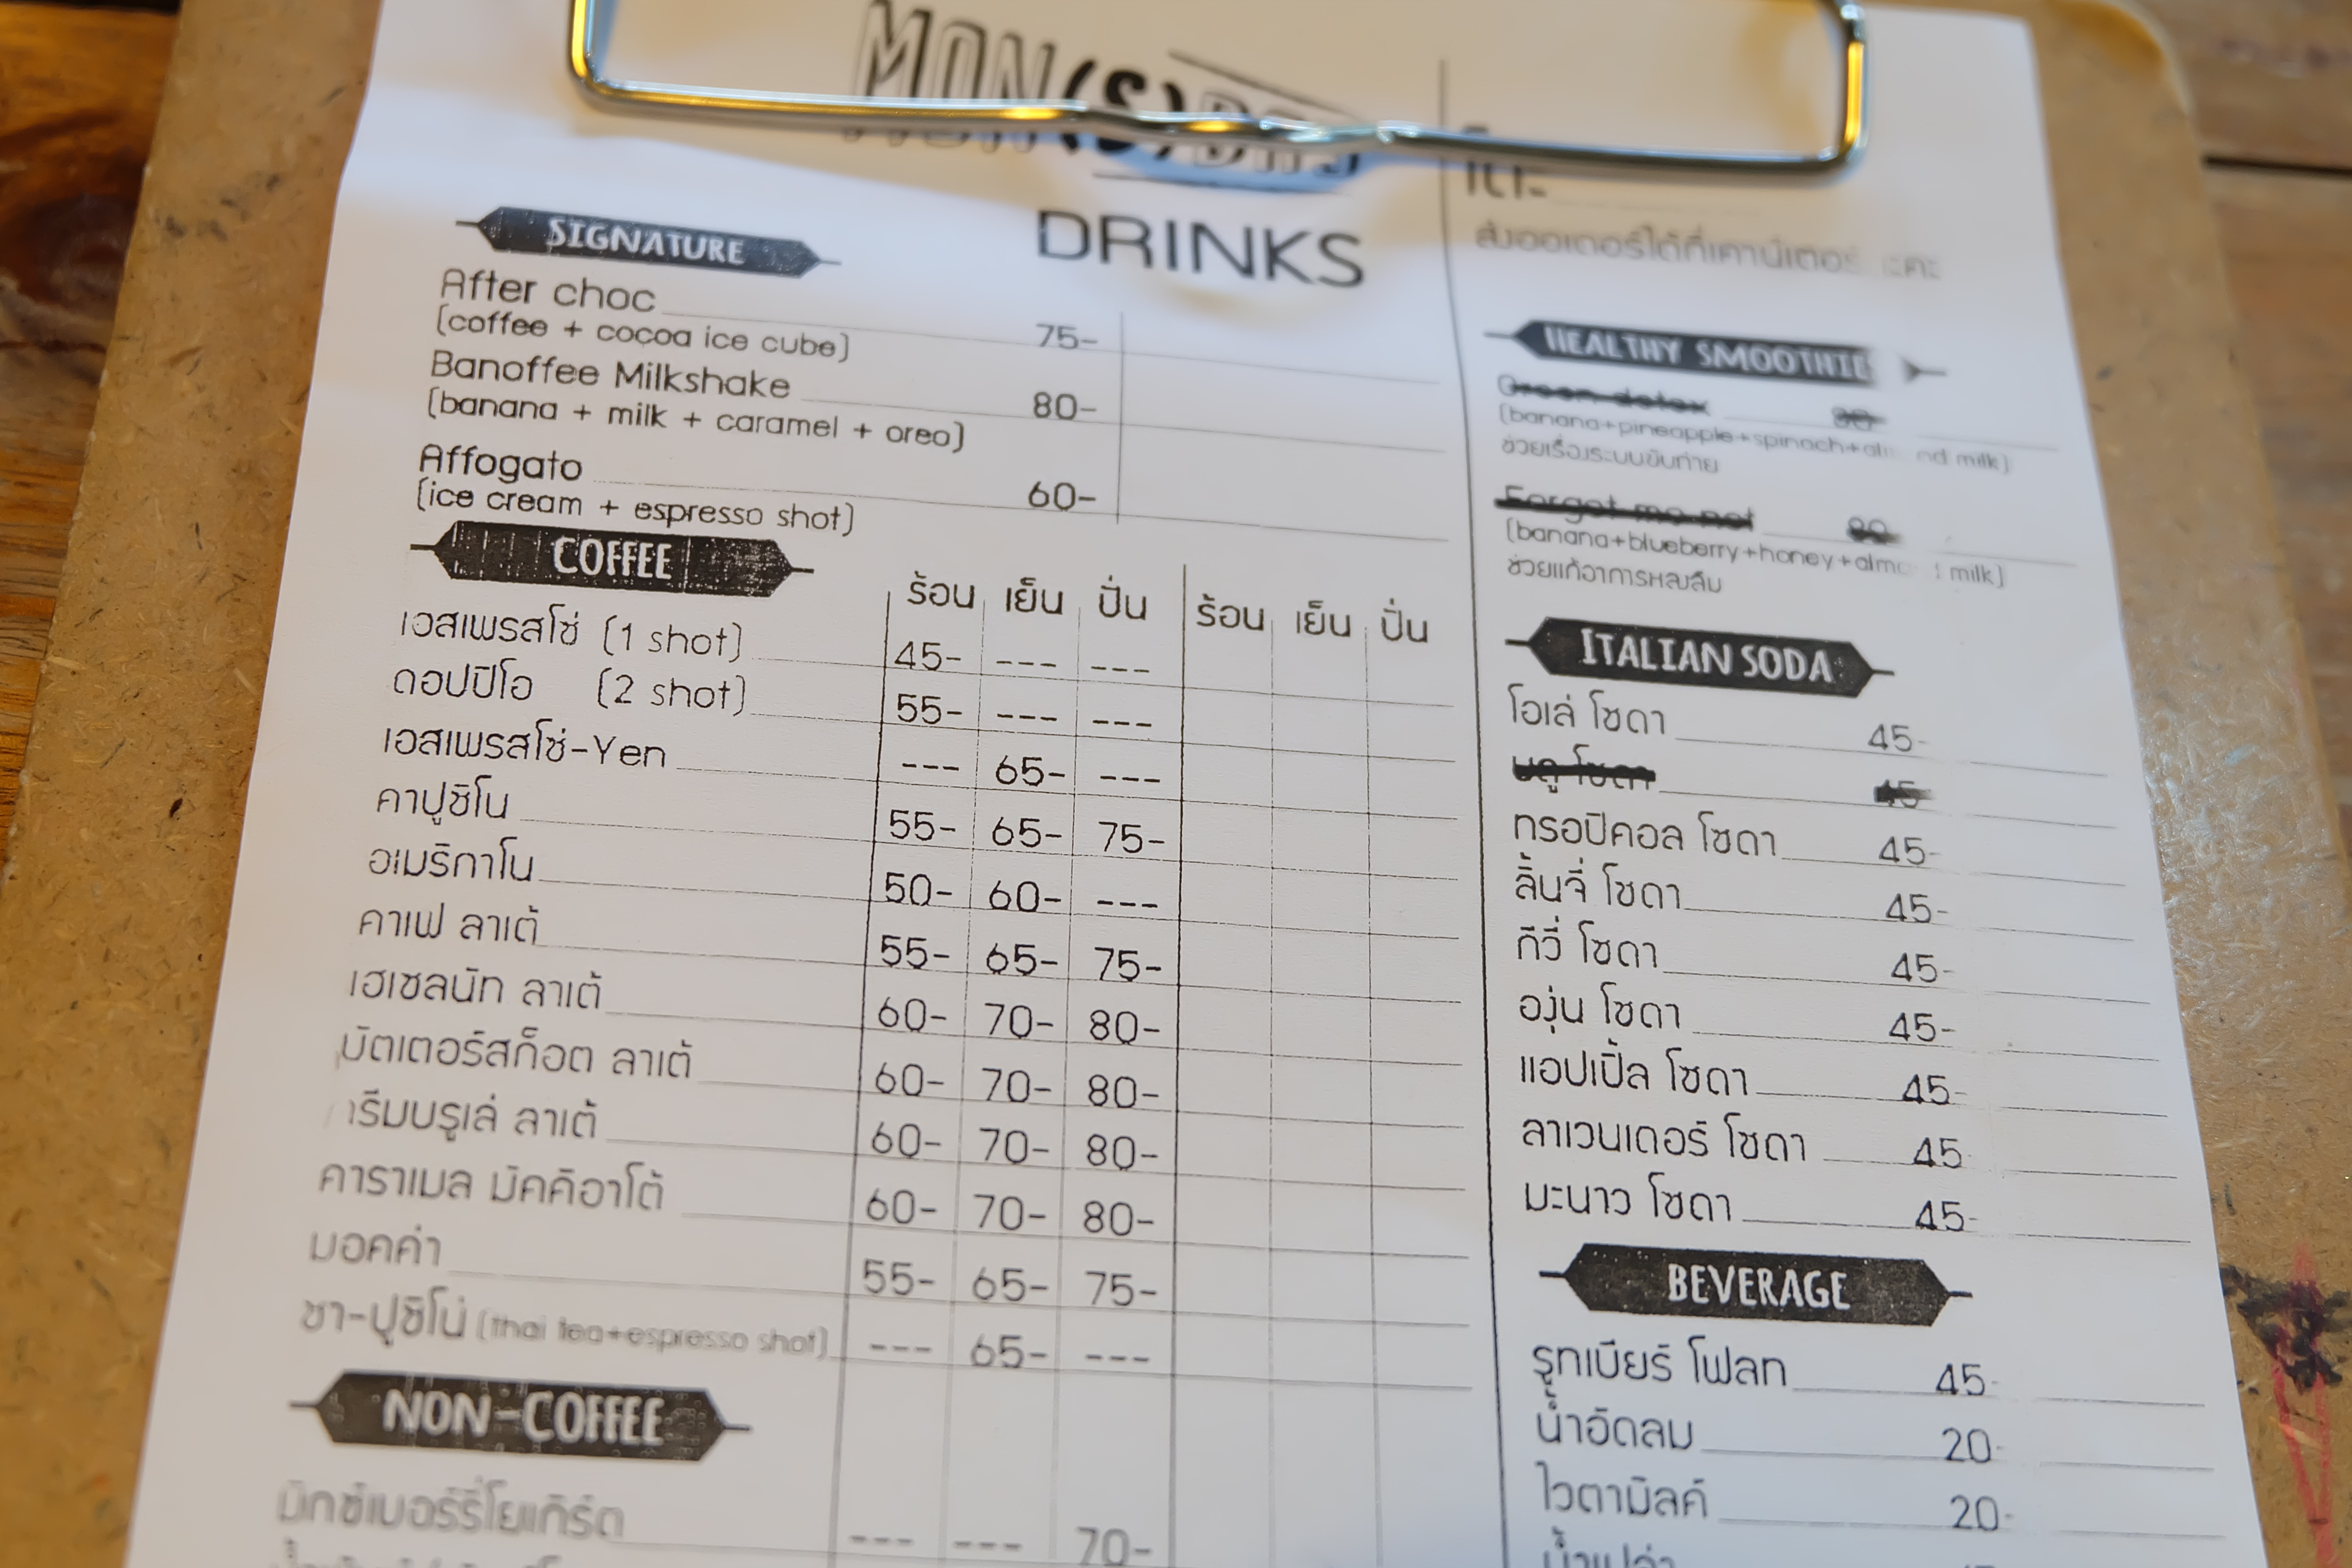 MON(S)DAY
DRINKS
SIGNATURE
After choc 75-
(coffee + cocoa ice cube)
Banoffee Milkshake 80-
(banana + milk + caramel + oreo)
Affogato 60-
(ice cream + espresso shot)
COFFEE
ร้อน เย็น ปั่น ร้อน เย็น ปั่น
เอสเพรสโซ่ (1 shot) 45- --- ---
ดอปปิโอ (2 shot) 55- --- ---
เอสเพรสโซ่-Yen --- 65- ---
คาปูชิโน 55- 65- 75-
อเมริกาโน 50- 60- ---
คาเฟ ลาเต้ 55- 65- 75-
เฮเซลนัท ลาเต้ 60- 70- 80-
บัตเตอร์สก็อต ลาเต้ 60- 70- 80-
ครีมบรูเล่ ลาเต้ 60- 70- 80-
คาราเมล มัคคิอาโต้ 60- 70- 80-
มอคค่า 55- 65- 75-
ชา-ปูชิโน่ (thai tea+espresso shot) --- 65- ---
NON-COFFEE
มิกซ์เบอร์รี่โยเกิร์ต --- --- 70-
โต๊ะ
สั่งออเดอร์ได้ที่เคาน์เตอร์
HEALTHY SMOOTHIE
Green detox 80-
(banana+pineapple+spinach+almond milk)
ช่วยเรื่องระบบขับถ่าย
Forget me not 80-
(banana+blueberry+honey+almond milk)
ช่วยแก้อาการหลงลืม
ITALIAN SODA
โอเล่ โซดา 45-
บลู โซดา 45
ทรอปิคอล โซดา 45-
ลิ้นจี่ โซดา 45-
กีวี่ โซดา 45-
องุ่น โซดา 45-
แอปเปิ้ล โซดา 45-
ลาเวนเดอร์ โซดา 45
มะนาว โซดา 45-
BEVERAGE
รูทเบียร์ โฟลท 45-
น้ำอัดลม 20-
ไวตามิลค์ 20-
น้ำเปล่า